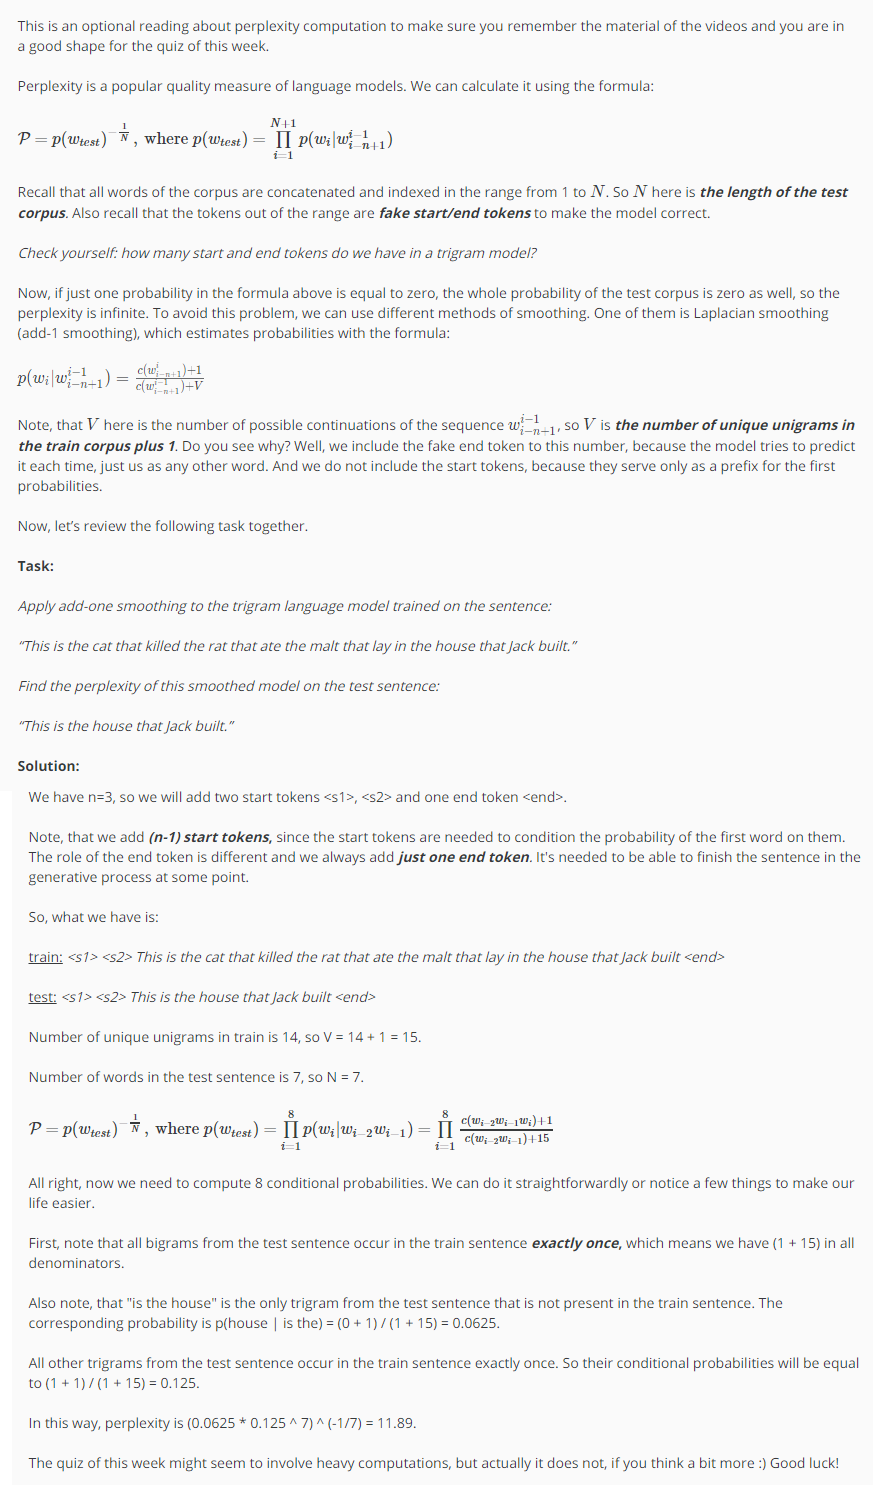 This is an optional reading about perplexity computation to make sure you remember the material of the videos and you are in
a good shape for the quiz of this week.
Perplexity is a popular quality measure of language models. We can calculate it using the formula:
𝒫 = p(w_test)^{-1/N}, where p(w_test) = ∏_{i=1}^{N+1} p(w_i|w_{i-n+1}^{i-1})
Recall that all words of the corpus are concatenated and indexed in the range from 1 to N. So N here is the length of the test
corpus. Also recall that the tokens out of the range are fake start/end tokens to make the model correct.
Check yourself: how many start and end tokens do we have in a trigram model?
Now, if just one probability in the formula above is equal to zero, the whole probability of the test corpus is zero as well, so the
perplexity is infinite. To avoid this problem, we can use different methods of smoothing. One of them is Laplacian smoothing
(add-1 smoothing), which estimates probabilities with the formula:
p(w_i|w_{i-n+1}^{i-1}) = (c(w_{i-n+1}^{i})+1)/(c(w_{i-n+1}^{i-1})+V)
Note, that V here is the number of possible continuations of the sequence w_{i-n+1}^{i-1}, so V is the number of unique unigrams in
the train corpus plus 1. Do you see why? Well, we include the fake end token to this number, because the model tries to predict
it each time, just us as any other word. And we do not include the start tokens, because they serve only as a prefix for the first
probabilities.
Now, let’s review the following task together.
Task:
Apply add-one smoothing to the trigram language model trained on the sentence:
“This is the cat that killed the rat that ate the malt that lay in the house that Jack built.”
Find the perplexity of this smoothed model on the test sentence:
“This is the house that Jack built.”
Solution:
We have n=3, so we will add two start tokens <s1>, <s2> and one end token <end>.
Note, that we add (n-1) start tokens, since the start tokens are needed to condition the probability of the first word on them.
The role of the end token is different and we always add just one end token. It's needed to be able to finish the sentence in the
generative process at some point.
So, what we have is:
train: <s1> <s2> This is the cat that killed the rat that ate the malt that lay in the house that Jack built <end>
test: <s1> <s2> This is the house that Jack built <end>
Number of unique unigrams in train is 14, so V = 14 + 1 = 15.
Number of words in the test sentence is 7, so N = 7.
𝒫 = p(w_test)^{-1/N}, where p(w_test) = ∏_{i=1}^{8} p(w_i|w_{i-2}w_{i-1}) = ∏_{i=1}^{8} (c(w_{i-2}w_{i-1}w_i)+1)/(c(w_{i-2}w_{i-1})+15)
All right, now we need to compute 8 conditional probabilities. We can do it straightforwardly or notice a few things to make our
life easier.
First, note that all bigrams from the test sentence occur in the train sentence exactly once, which means we have (1 + 15) in all
denominators.
Also note, that "is the house" is the only trigram from the test sentence that is not present in the train sentence. The
corresponding probability is p(house | is the) = (0 + 1) / (1 + 15) = 0.0625.
All other trigrams from the test sentence occur in the train sentence exactly once. So their conditional probabilities will be equal
to (1 + 1) / (1 + 15) = 0.125.
In this way, perplexity is (0.0625 * 0.125 ^ 7) ^ (-1/7) = 11.89.
The quiz of this week might seem to involve heavy computations, but actually it does not, if you think a bit more :) Good luck!